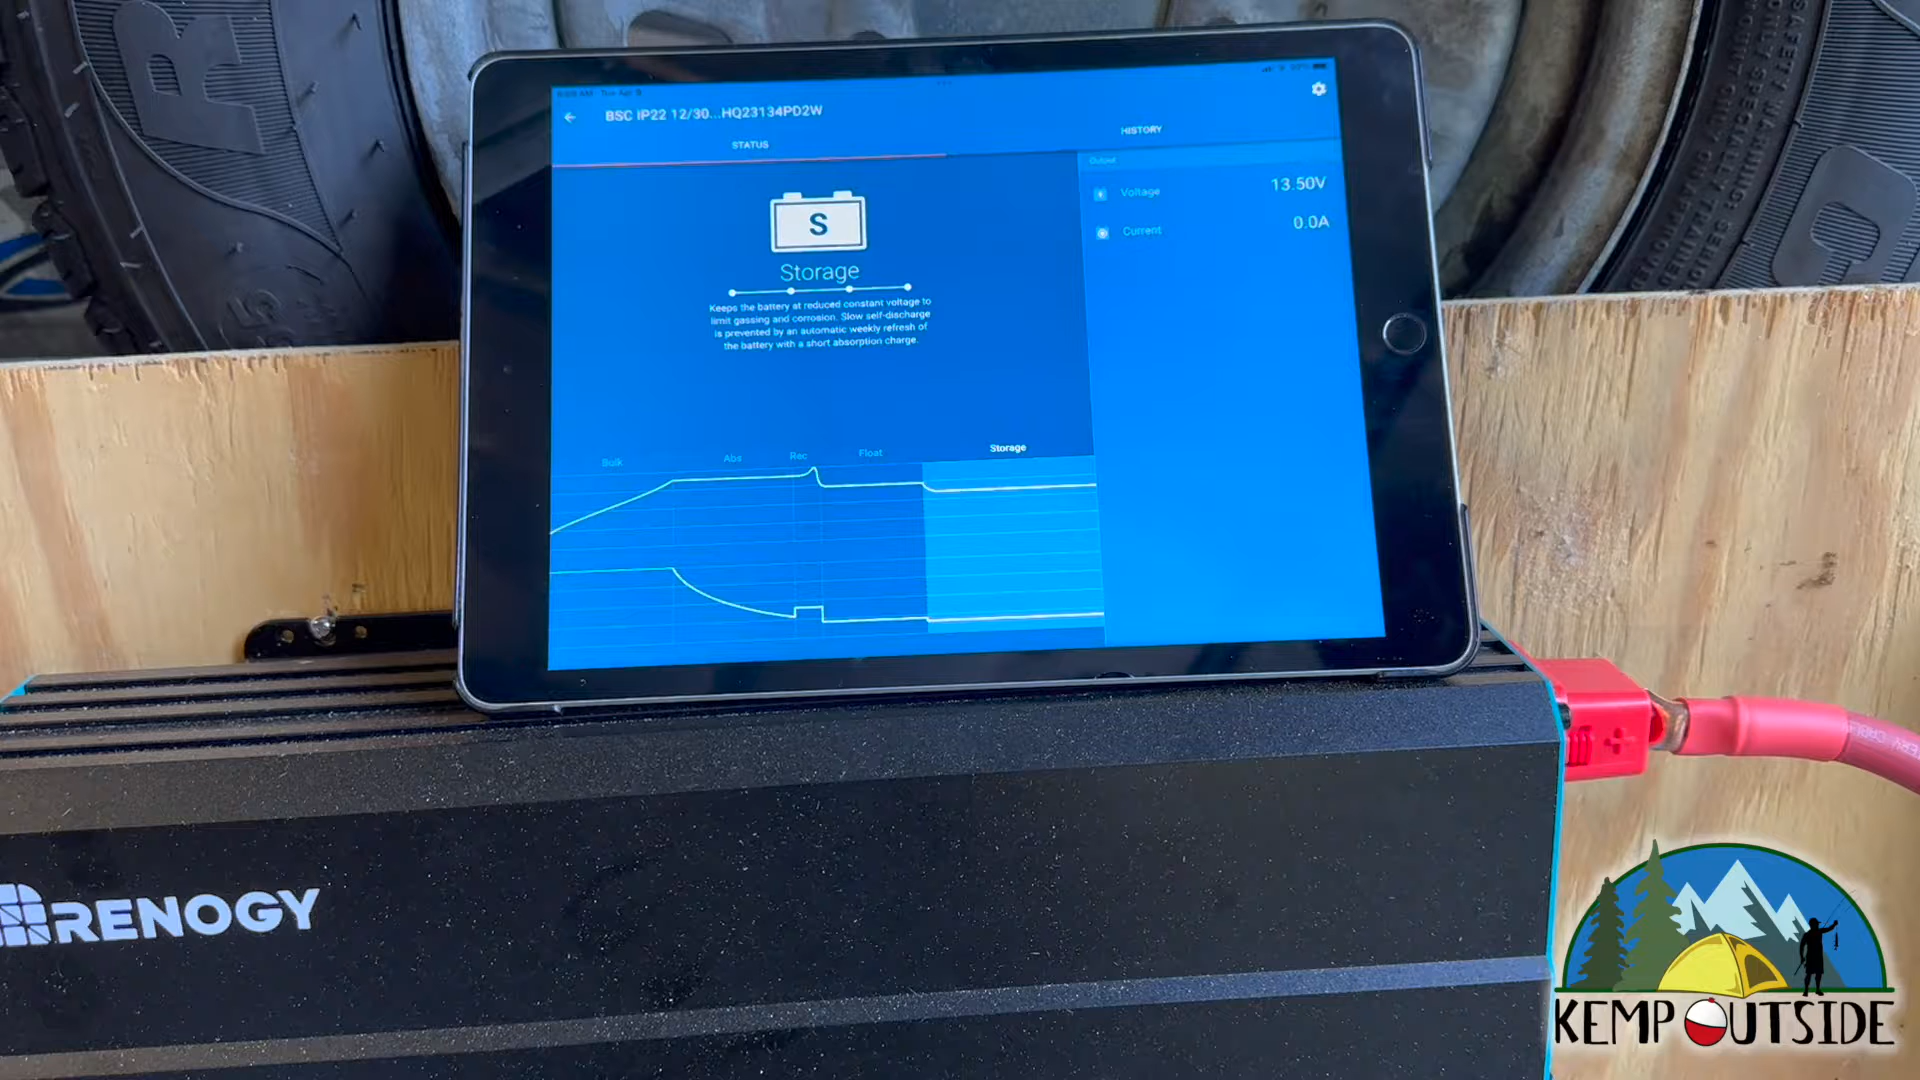 BSC IP22 12/30...HQ23134PD2W
STATUS
HISTORY
Output
Voltage
13.50V
Current
0.0A
S
Storage
Keeps the battery at reduced constant voltage to
limit gassing and corrosion. Slow self-discharge
is prevented by an automatic weekly refresh of
the battery with a short absorption charge.
Bulk
Abs
Rec
Float
Storage
RENOGY
KEMP OUTSIDE